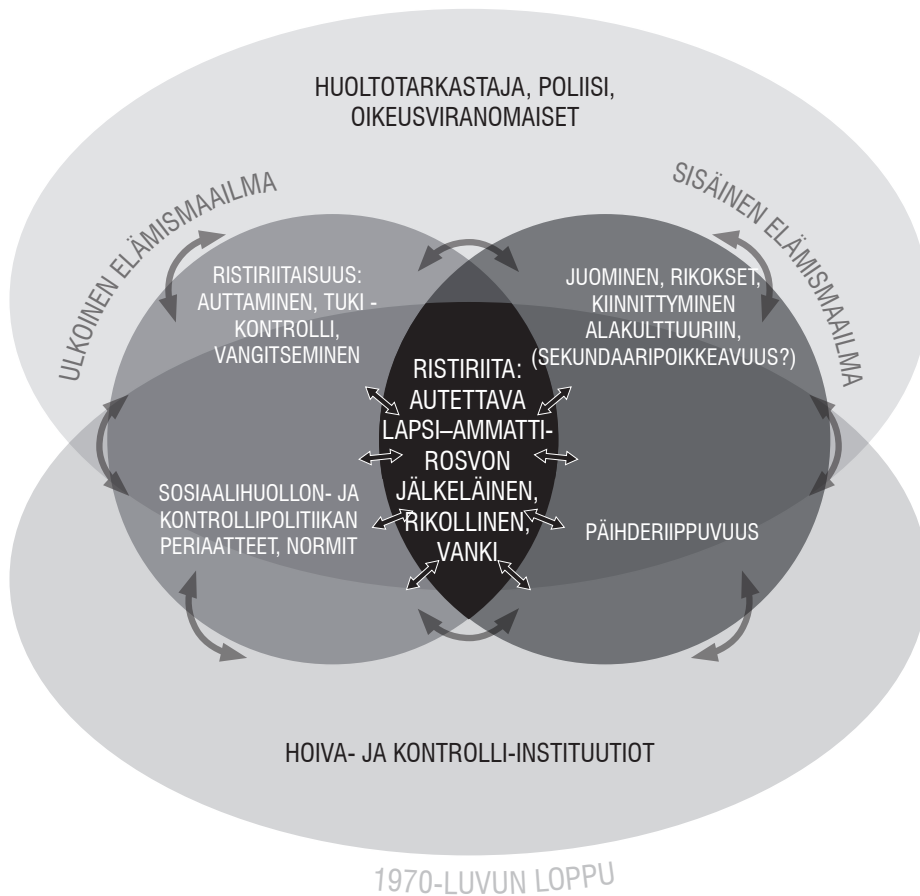 HUOLTOTARKASTAJA, POLIISI,
OIKEUSVIRANOMAISET
ULKOINEN ELÄMISMAAILMA
SISÄINEN ELÄMISMAAILMA
RISTIRIITAISUUS:
AUTTAMINEN, TUKI -
KONTROLLI,
VANGITSEMINEN
JUOMINEN, RIKOKSET,
KIINNITTYMINEN
ALAKULTTUURIIN,
(SEKUNDAARIPOIKKEAVUUS?)
RISTIRIITA:
AUTETTAVA
LAPSI–AMMATTI-
ROSVON
JÄLKELÄINEN,
RIKOLLINEN,
VANKI
SOSIAALIHUOLLON- JA
KONTROLLIPOLITIIKAN
PERIAATTEET, NORMIT
PÄIHDERIIPPUVUUS
HOIVA- JA KONTROLLI-INSTITUUTIOT
1970-LUVUN LOPPU